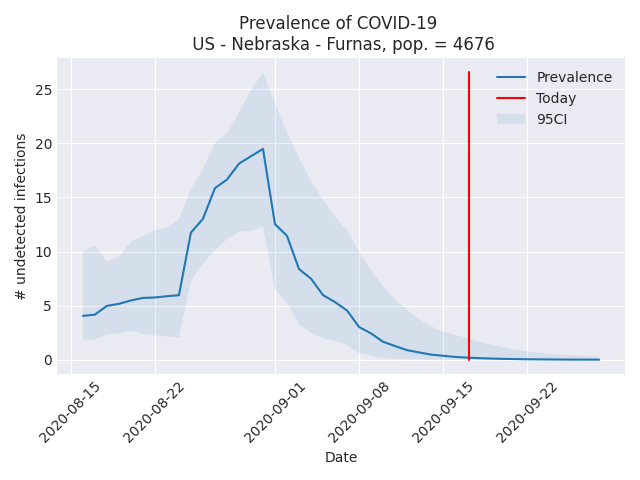 Prevalence of COVID-19
US - Nebraska - Furnas, pop. = 4676
# undetected infections
25
20
15
10
5
0
Prevalence
Today
95CI
2020-08-15
2020-08-22
2020-09-01
2020-09-08
2020-09-15
2020-09-22
Date